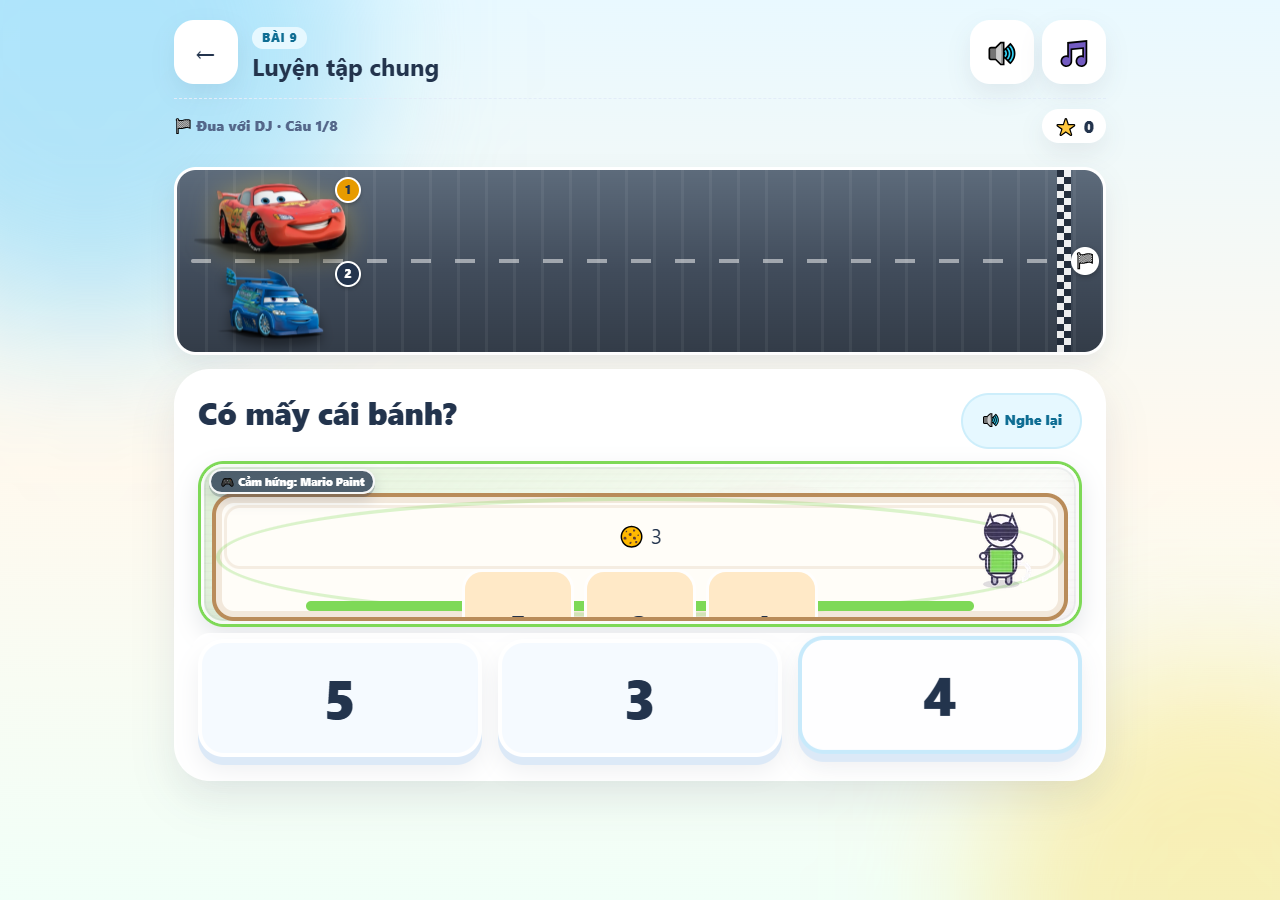 BÀI 9
Luyện tập chung
Đua với DJ · Câu 1/8
0
1
2
Có mấy cái bánh?
Nghe lại
Cảm hứng: Mario Paint
3
5
3
4